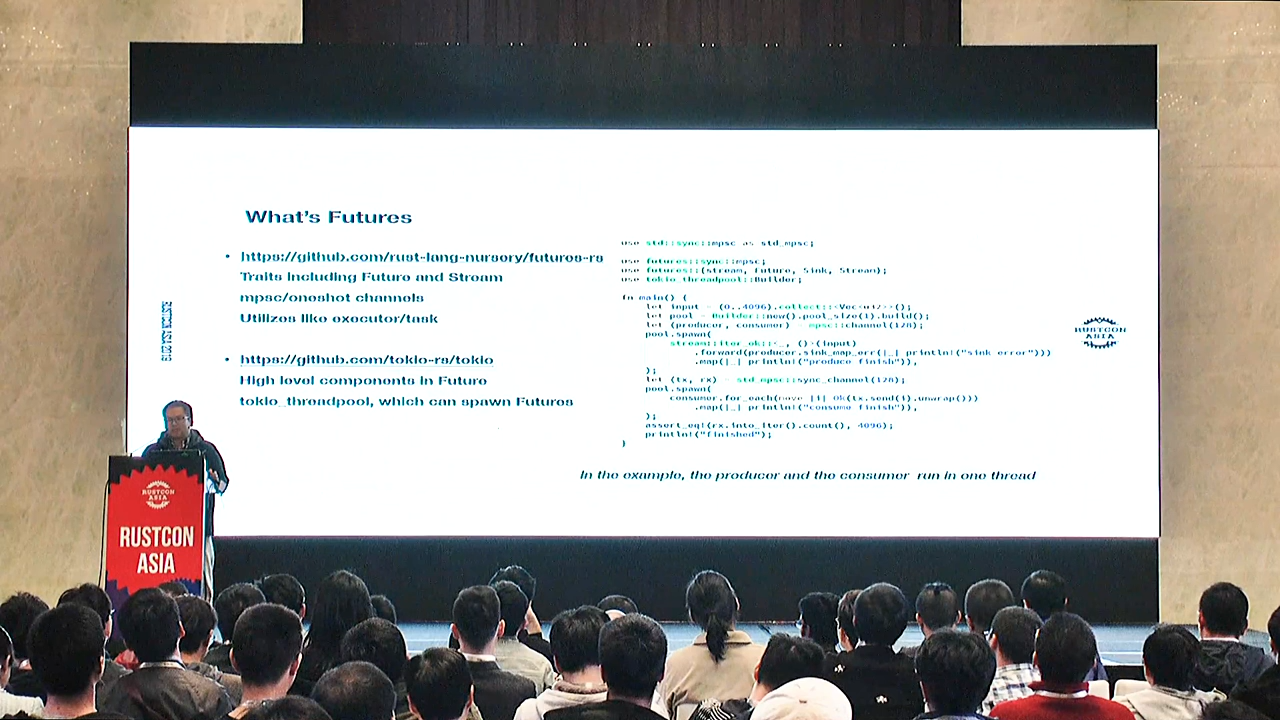 What's Futures
• https://github.com/rust-lang-nursery/futures-rs
Traits including Future and Stream
mpsc/oneshot channels
Utilizes like executor/task
• https://github.com/tokio-rs/tokio
High level components in Future
tokio_threadpool, which can spawn Futures
use std::sync::mpsc as std_mpsc;
use futures::sync::mpsc;
use futures::{stream, Future, Sink, Stream};
use tokio_threadpool::Builder;
fn main() {
let input = (0..4096).collect::<Vec<u32>>();
let pool = Builder::new().pool_size(1).build();
let (producer, consumer) = mpsc::channel(128);
pool.spawn(
stream::iter_ok::<_, ()>(input)
.forward(producer.sink_map_err(|_| println!("sink error")))
.map(|_| println!("produce finish")),
);
let (tx, rx) = std_mpsc::sync_channel(128);
pool.spawn(
consumer.for_each(move |i| Ok(tx.send(i).unwrap()))
.map(|_| println!("consume finish")),
);
assert_eq!(rx.into_iter().count(), 4096);
println!("finished");
}
In the example, the producer and the consumer run in one thread
RUSTCON ASIA 2019
RUSTCON
ASIA
RUSTCON
ASIA
RUSTCON
ASIA